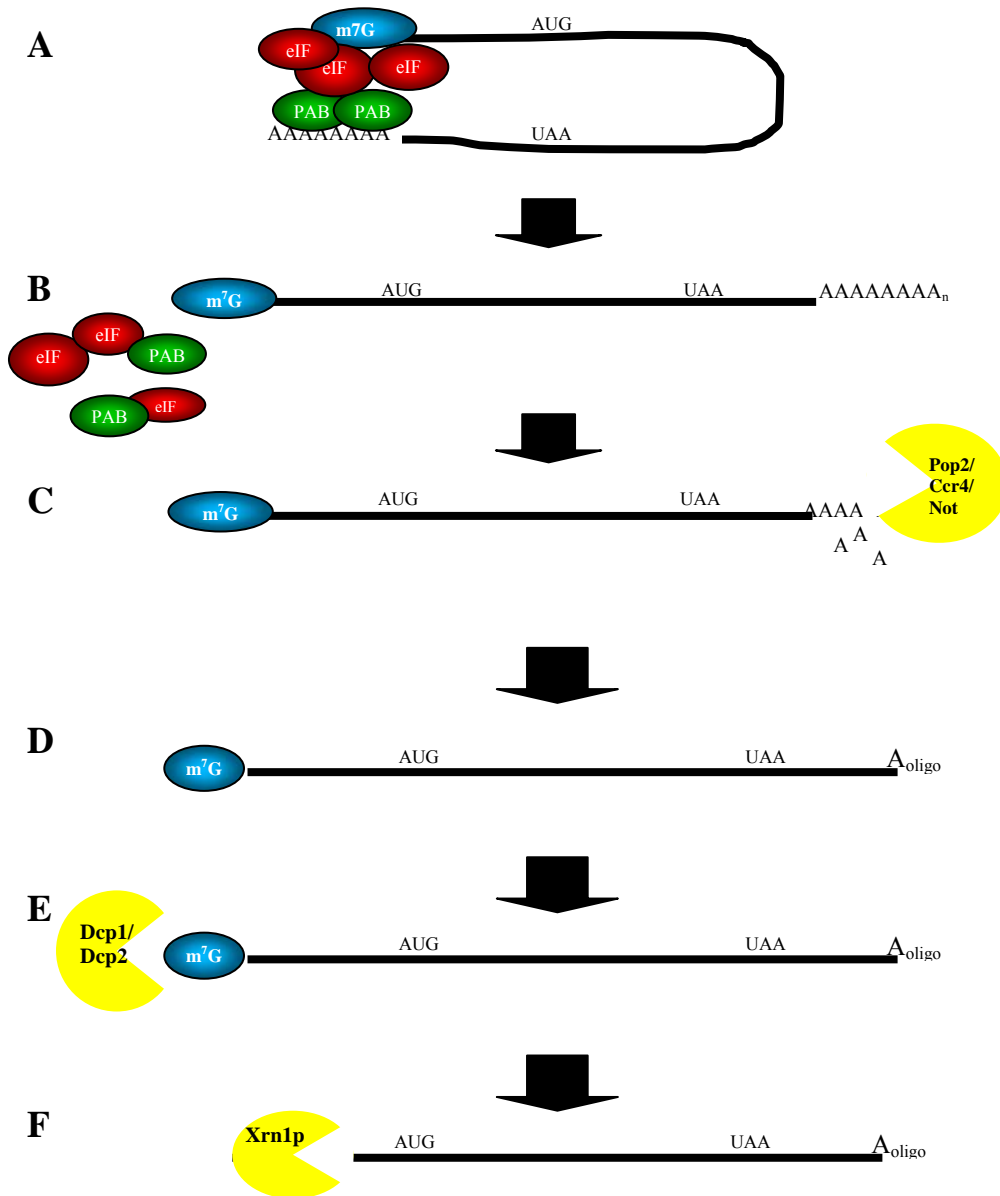 A
m7G
AUG
eIF
eIF
eIF
PAB
PAB
AAAAAAAA
UAA
B
m⁷G
AUG
UAA
AAAAAAAAₙ
eIF
eIF
PAB
PAB
eIF
C
m⁷G
AUG
UAA
AAAA
A
A
A
Pop2/
Ccr4/
Not
D
m⁷G
AUG
UAA
Aoligo
E
Dcp1/
Dcp2
m⁷G
AUG
UAA
Aoligo
F
Xrn1p
AUG
UAA
Aoligo